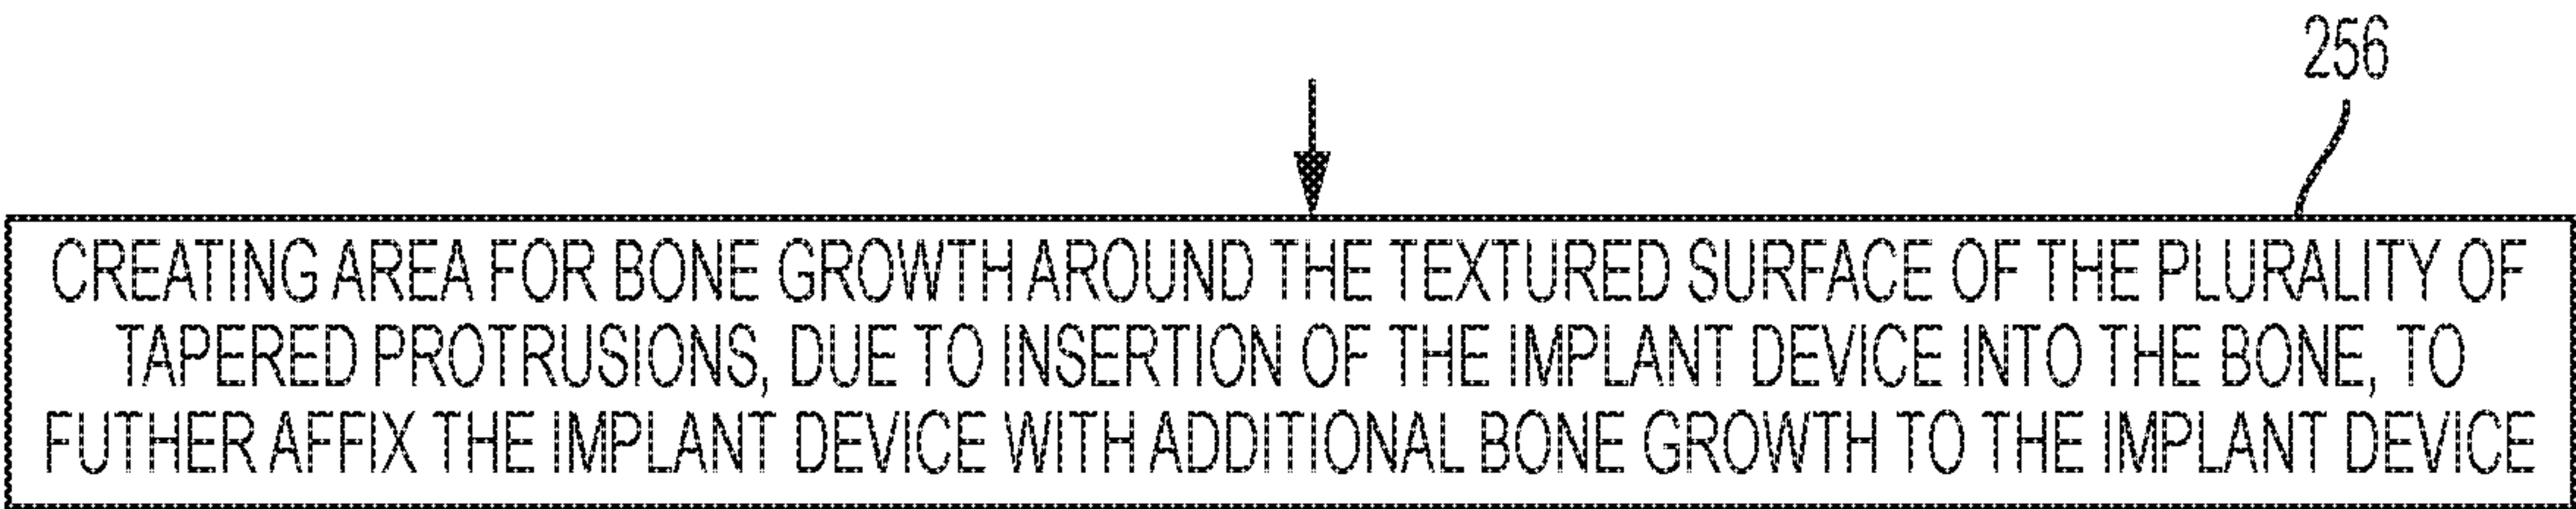 256
CREATING AREA FOR BONE GROWTH AROUND THE TEXTURED SURFACE OF THE PLURALITY OF
TAPERED PROTRUSIONS, DUE TO INSERTION OF THE IMPLANT DEVICE INTO THE BONE, TO
FUTHER AFFIX THE IMPLANT DEVICE WITH ADDITIONAL BONE GROWTH TO THE IMPLANT DEVICE